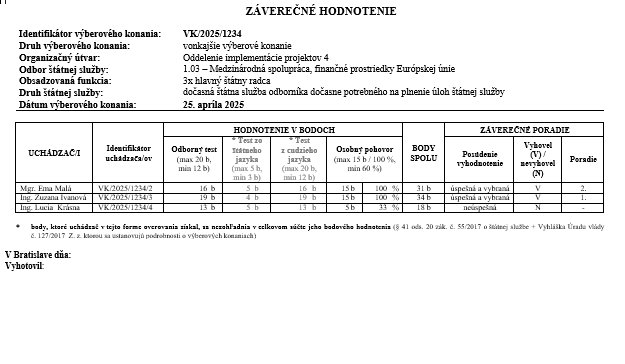 ZÁVEREČNÉ HODNOTENIE
Identifikátor výberového konania: VK/2025/1234
Druh výberového konania: vonkajšie výberové konanie
Organizačný útvar: Oddelenie implementácie projektov 4
Odbor štátnej služby: 1.03 – Medzinárodná spolupráca, finančné prostriedky Európskej únie
Obsadzovaná funkcia: 3x hlavný štátny radca
Druh štátnej služby: dočasná štátna služba odborníka dočasne potrebného na plnenie úloh štátnej služby
Dátum výberového konania: 25. apríla 2025
UCHÁDZAČ/I
Identifikátor
uchádzača/ov
HODNOTENIE V BODOCH
Odborný test
(max 20 b,
min 12 b)
* Test zo
štátneho
jazyka
(max 5 b,
min 3 b)
* Test
z cudzieho
jazyka
(max 20 b,
min 12 b)
Osobný pohovor
(max 15 b / 100 %,
min 60 %)
BODY
SPOLU
ZÁVEREČNÉ PORADIE
Posúdenie
vyhodnotenie
Vyhovel
(V) /
nevyhovel
(N)
Poradie
Mgr. Ema Malá VK/2025/1234/2 16 b 5 b 16 b 15 b 100 % 31 b úspešná a vybraná V 2.
Ing. Zuzana Ivanová VK/2025/1234/3 19 b 4 b 19 b 15 b 100 % 34 b úspešná a vybraná V 1.
Ing. Lucia Krásna VK/2025/1234/4 13 b 5 b 13 b 5 b 33 % 18 b neúspešná N -
* body, ktoré uchádzač v tejto forme overovania získal, sa nezohľadnia v celkovom súčte jeho bodového hodnotenia (§ 41 ods. 20 zák. č. 55/2017 o štátnej službe + Vyhláška Úradu vlády
č. 127/2017 Z. z. ktorou sa ustanovujú podrobnosti o výberových konaniach)
V Bratislave dňa:
Vyhotovil: